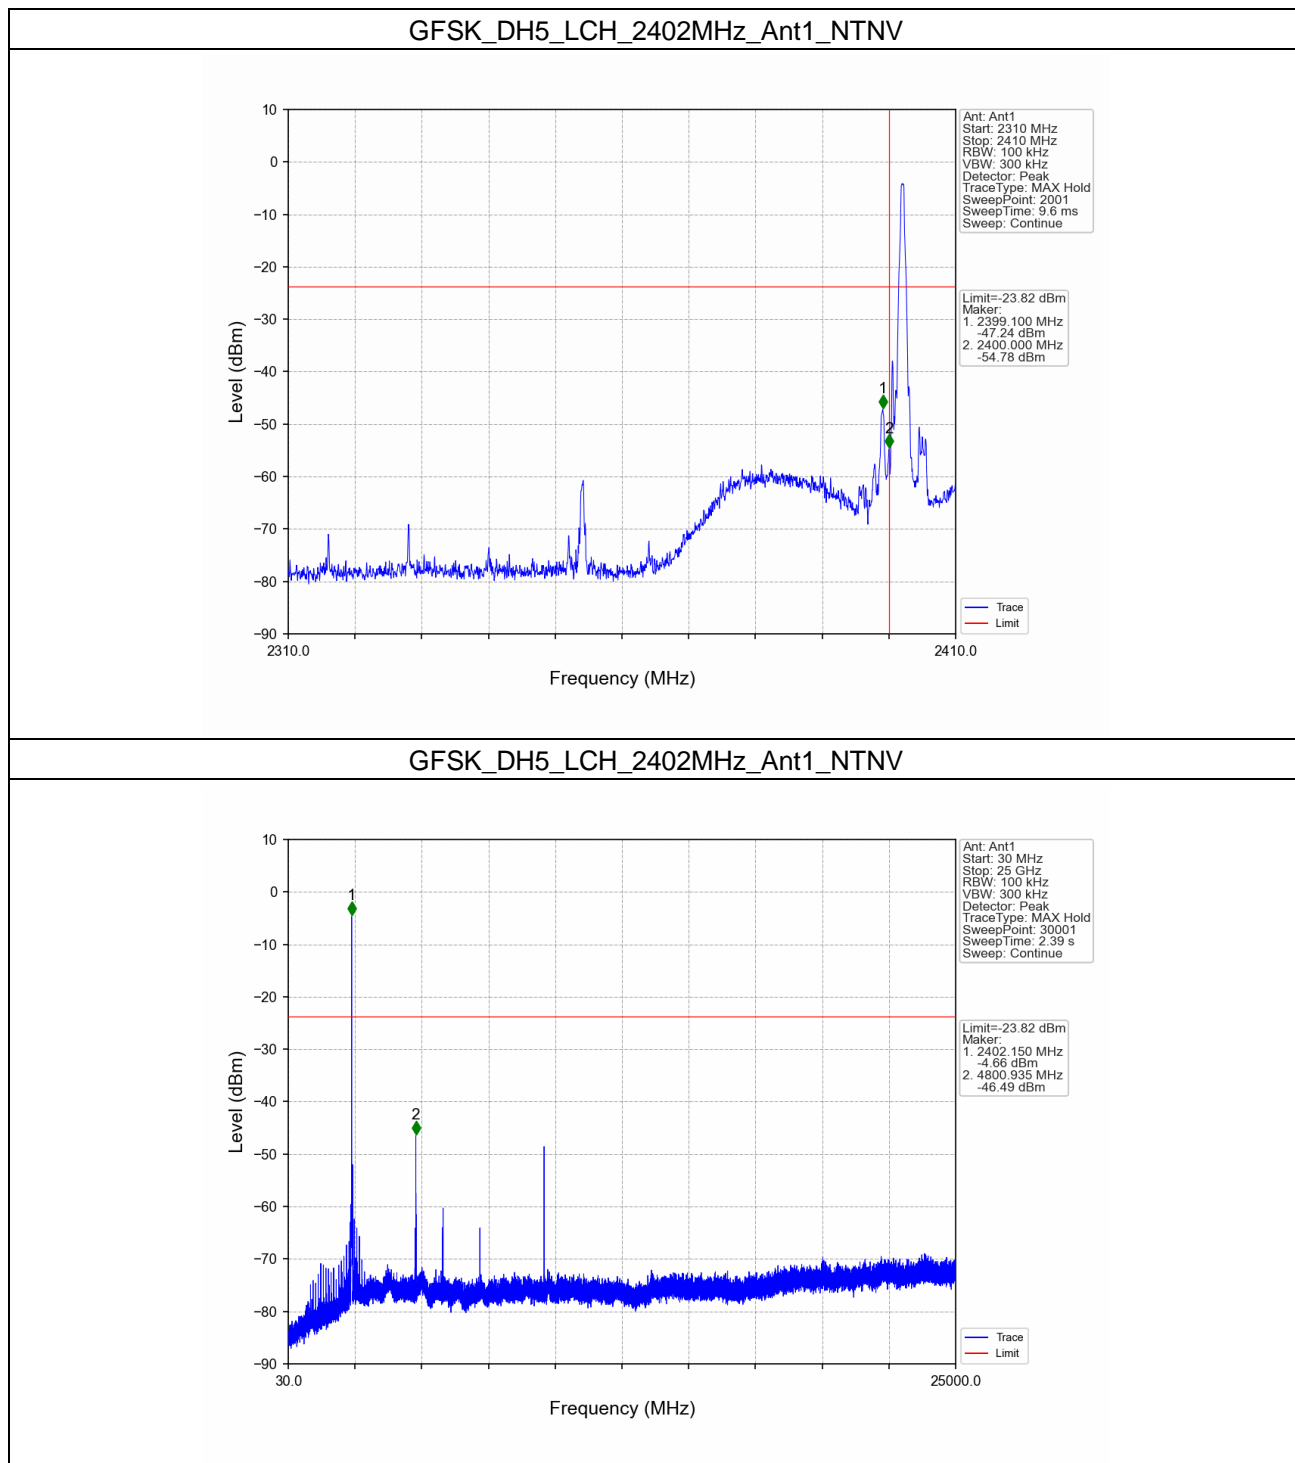 GFSK_DH5_LCH_2402MHz_Ant1_NTNV
10
0
−10
−20
−30
−40
−50
−60
−70
−80
−90
Level (dBm)
2310.0
2410.0
Frequency (MHz)
1
2
Ant: Ant1
Start: 2310 MHz
Stop: 2410 MHz
RBW: 100 kHz
VBW: 300 kHz
Detector: Peak
TraceType: MAX Hold
SweepPoint: 2001
SweepTime: 9.6 ms
Sweep: Continue
Limit=-23.82 dBm
Maker:
1. 2399.100 MHz
-47.24 dBm
2. 2400.000 MHz
-54.78 dBm
Trace
Limit
GFSK_DH5_LCH_2402MHz_Ant1_NTNV
10
0
−10
−20
−30
−40
−50
−60
−70
−80
−90
Level (dBm)
30.0
25000.0
Frequency (MHz)
1
2
Ant: Ant1
Start: 30 MHz
Stop: 25 GHz
RBW: 100 kHz
VBW: 300 kHz
Detector: Peak
TraceType: MAX Hold
SweepPoint: 30001
SweepTime: 2.39 s
Sweep: Continue
Limit=-23.82 dBm
Maker:
1. 2402.150 MHz
-4.66 dBm
2. 4800.935 MHz
-46.49 dBm
Trace
Limit